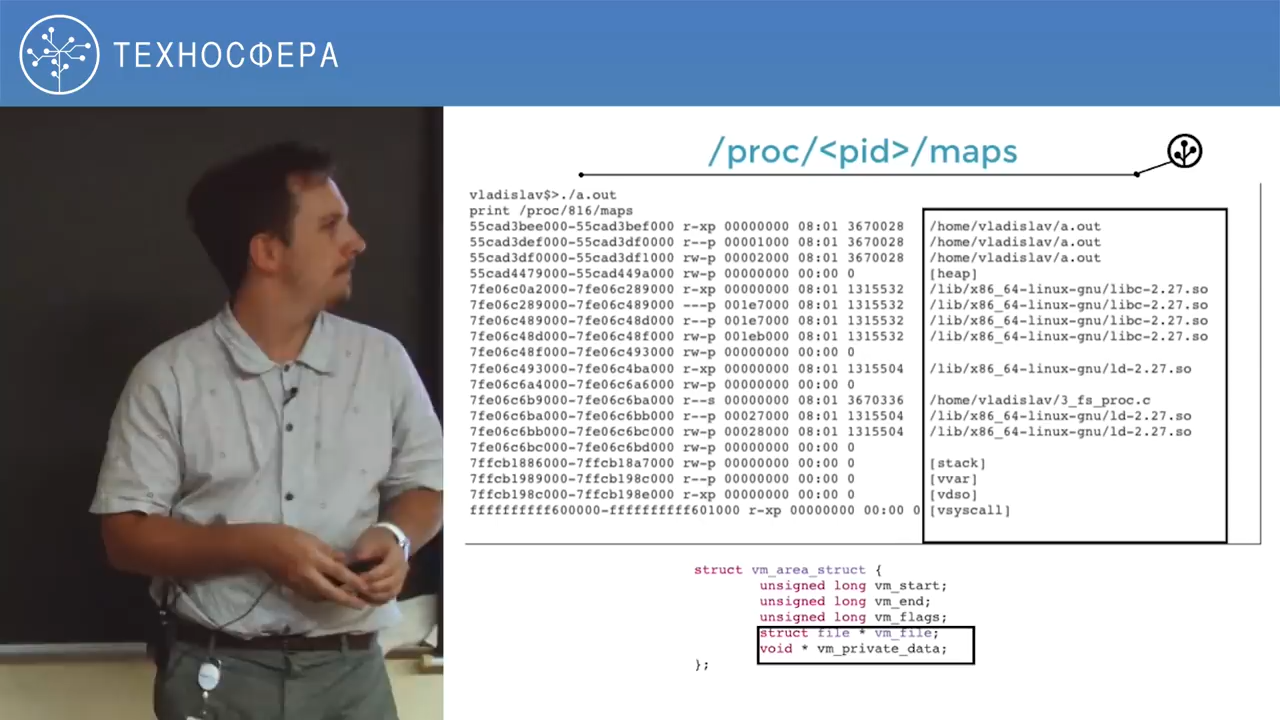 ТЕХНОСФЕРА
/proc/<pid>/maps
vladislav$>./a.out
print /proc/816/maps
55cad3bee000-55cad3bef000 r-xp 00000000 08:01 3670028 /home/vladislav/a.out
55cad3def000-55cad3df0000 r--p 00001000 08:01 3670028 /home/vladislav/a.out
55cad3df0000-55cad3df1000 rw-p 00002000 08:01 3670028 /home/vladislav/a.out
55cad4479000-55cad449a000 rw-p 00000000 00:00 0 [heap]
7fe06c0a2000-7fe06c289000 r-xp 00000000 08:01 1315532 /lib/x86_64-linux-gnu/libc-2.27.so
7fe06c289000-7fe06c489000 ---p 001e7000 08:01 1315532 /lib/x86_64-linux-gnu/libc-2.27.so
7fe06c489000-7fe06c48d000 r--p 001e7000 08:01 1315532 /lib/x86_64-linux-gnu/libc-2.27.so
7fe06c48d000-7fe06c48f000 rw-p 001eb000 08:01 1315532 /lib/x86_64-linux-gnu/libc-2.27.so
7fe06c48f000-7fe06c493000 rw-p 00000000 00:00 0
7fe06c493000-7fe06c4ba000 r-xp 00000000 08:01 1315504 /lib/x86_64-linux-gnu/ld-2.27.so
7fe06c6a4000-7fe06c6a6000 rw-p 00000000 00:00 0
7fe06c6b9000-7fe06c6ba000 r--s 00000000 08:01 3670336 /home/vladislav/3_fs_proc.c
7fe06c6ba000-7fe06c6bb000 r--p 00027000 08:01 1315504 /lib/x86_64-linux-gnu/ld-2.27.so
7fe06c6bb000-7fe06c6bc000 rw-p 00028000 08:01 1315504 /lib/x86_64-linux-gnu/ld-2.27.so
7fe06c6bc000-7fe06c6bd000 rw-p 00000000 00:00 0
7ffcb1886000-7ffcb18a7000 rw-p 00000000 00:00 0 [stack]
7ffcb1989000-7ffcb198c000 r--p 00000000 00:00 0 [vvar]
7ffcb198c000-7ffcb198e000 r-xp 00000000 00:00 0 [vdso]
ffffffffff600000-ffffffffff601000 r-xp 00000000 00:00 0 [vsyscall]
struct vm_area_struct {
unsigned long vm_start;
unsigned long vm_end;
unsigned long vm_flags;
struct file * vm_file;
void * vm_private_data;
};